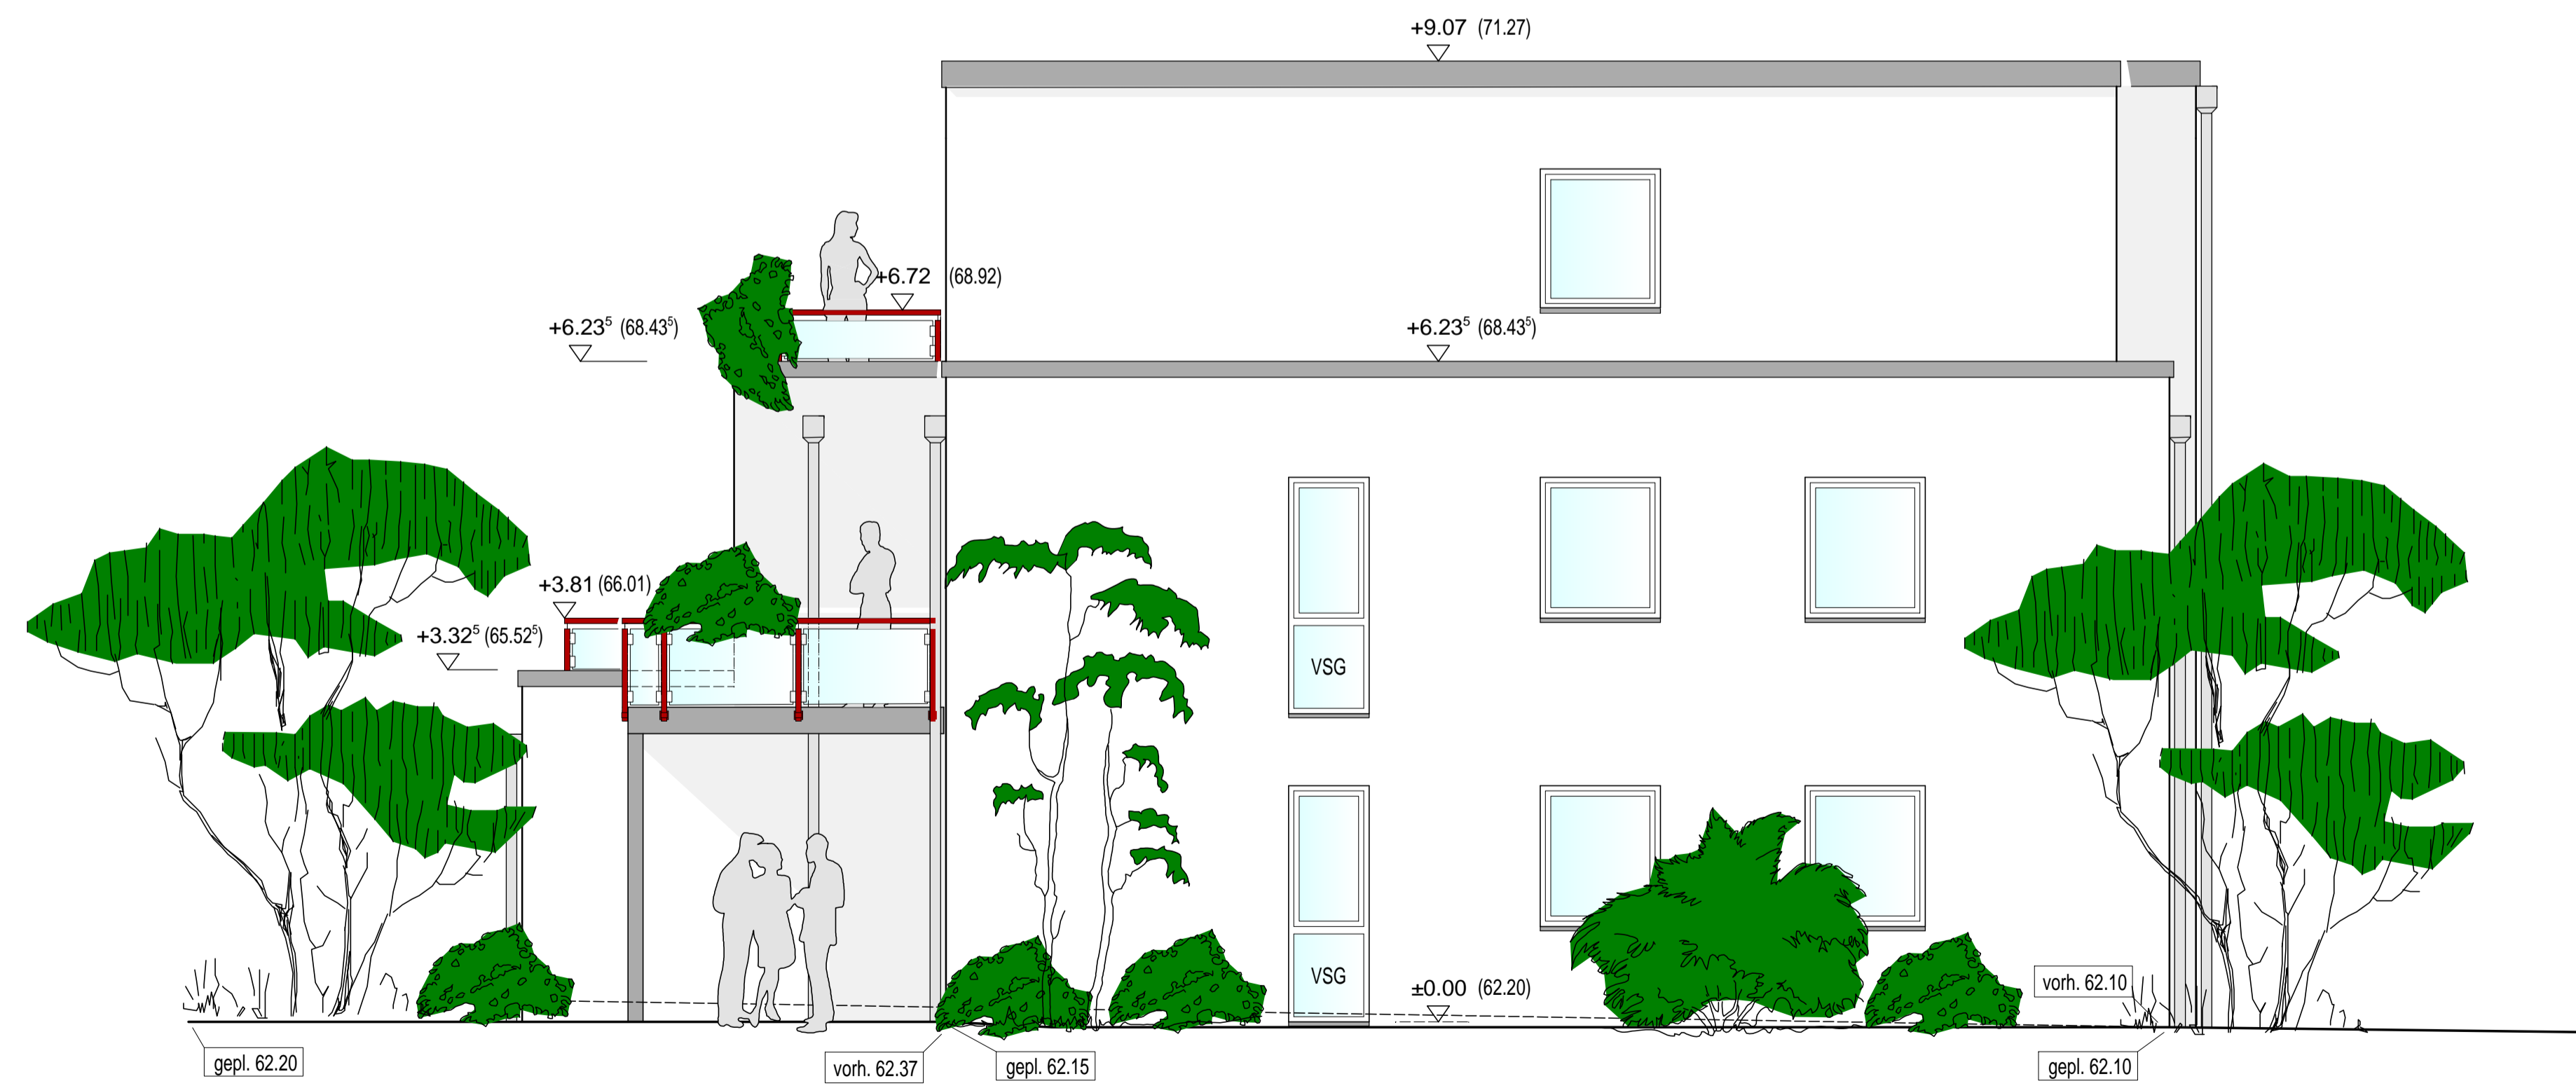 +9.07 (71.27)
+6.72 (68.92)
+6.23⁵ (68.43⁵)
+6.23⁵ (68.43⁵)
+3.81 (66.01)
+3.32⁵ (65.52⁵)
VSG
VSG
±0.00 (62.20)
vorh. 62.10
gepl. 62.20
vorh. 62.37
gepl. 62.15
gepl. 62.10